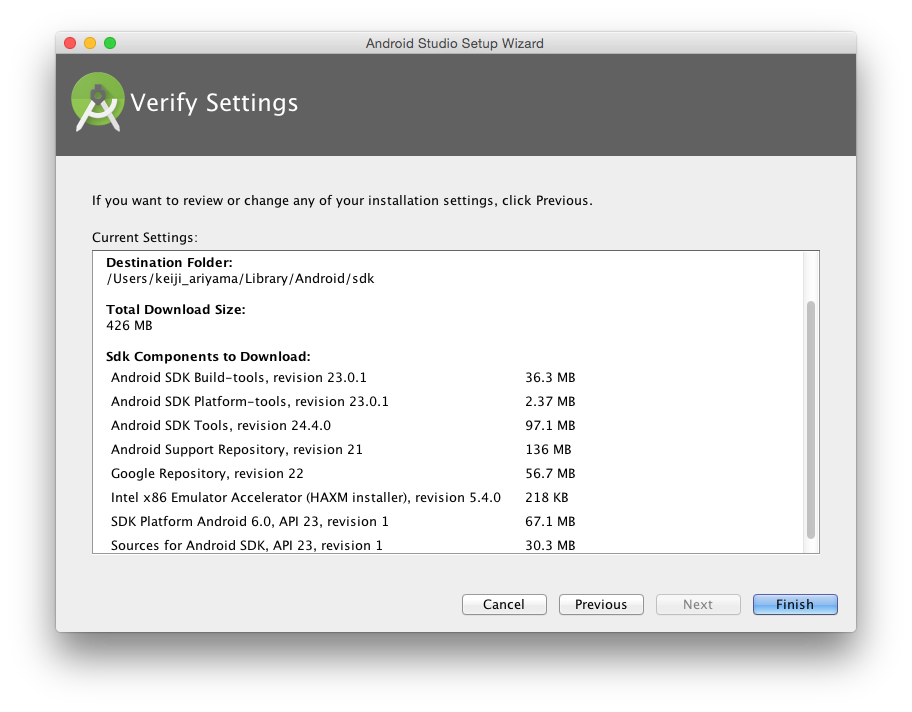 Android Studio Setup Wizard
Verify Settings
If you want to review or change any of your installation settings, click Previous.
Current Settings:
Destination Folder:
/Users/keiji_ariyama/Library/Android/sdk
Total Download Size:
426 MB
Sdk Components to Download:
Android SDK Build-tools, revision 23.0.1 36.3 MB
Android SDK Platform-tools, revision 23.0.1 2.37 MB
Android SDK Tools, revision 24.4.0 97.1 MB
Android Support Repository, revision 21 136 MB
Google Repository, revision 22 56.7 MB
Intel x86 Emulator Accelerator (HAXM installer), revision 5.4.0 218 KB
SDK Platform Android 6.0, API 23, revision 1 67.1 MB
Sources for Android SDK, API 23, revision 1 30.3 MB
Cancel Previous Next Finish